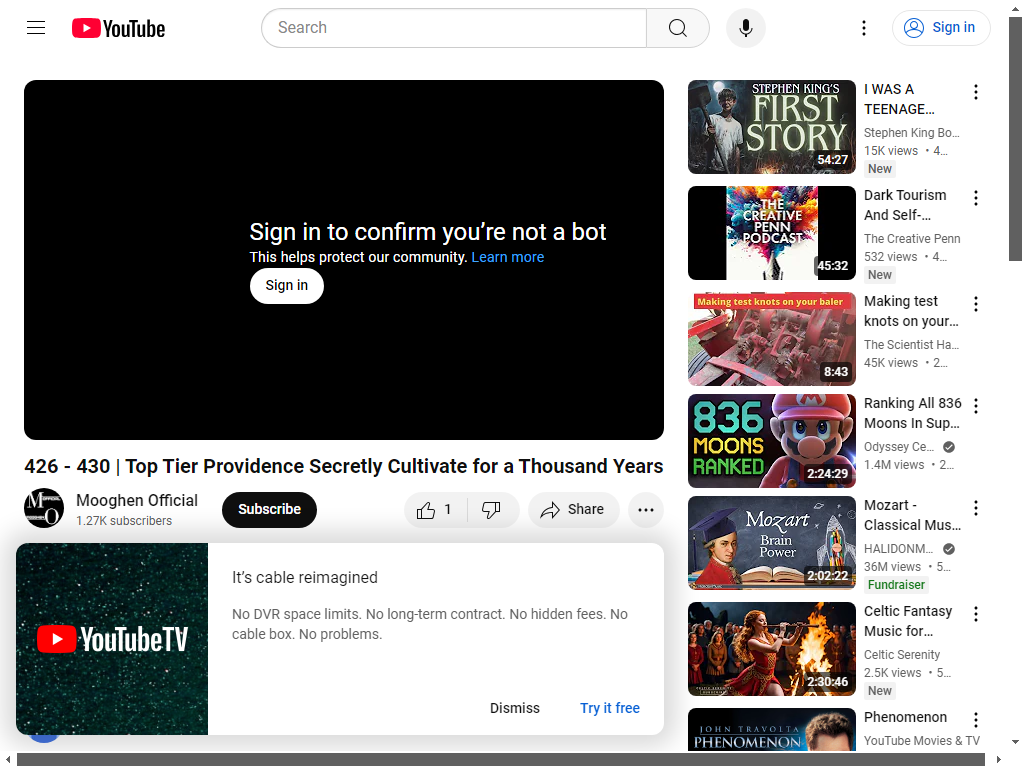 YouTube
Search
Sign in
Sign in to confirm you're not a bot
This helps protect our community. Learn more
Sign in
426 - 430 | Top Tier Providence Secretly Cultivate for a Thousand Years
Mooghen Official
1.27K subscribers
Subscribe
1
Share
YouTubeTV
It's cable reimagined
No DVR space limits. No long-term contract. No hidden fees. No
cable box. No problems.
Dismiss
Try it free
STEPHEN KING'S
FIRST
STORY
54:27
I WAS A
TEENAGE…
Stephen King Bo…
15K views • 4…
New
THE
CREATIVE
PENN
PODCAST
45:32
Dark Tourism
And Self-…
The Creative Penn
532 views • 4…
New
Making test knots on your baler
8:43
Making test
knots on your…
The Scientist Ha…
45K views • 2…
836
MOONS
RANKED
2:24:29
Ranking All 836
Moons In Sup…
Odyssey Ce…
1.4M views • 2…
Mozart
Brain
Power
2:02:22
Mozart -
Classical Mus…
HALIDONM…
36M views • 5…
Fundraiser
2:30:46
Celtic Fantasy
Music for…
Celtic Serenity
2.5K views • 5…
New
JOHN TRAVOLTA
PHENOMENON
Phenomenon
YouTube Movies & TV